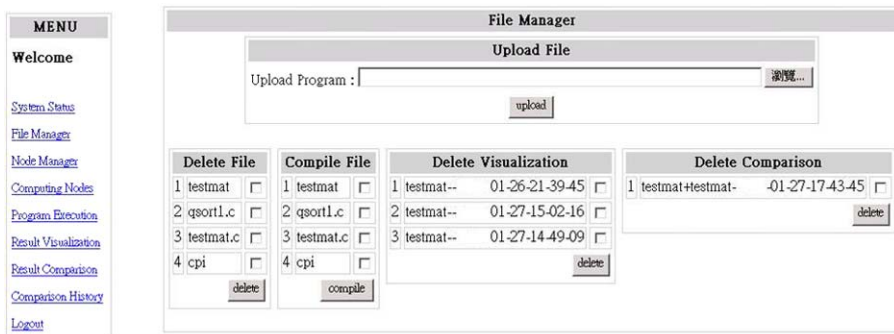 MENU
Welcome
System Status
File Manager
Node Manager
Computing Nodes
Program Execution
Result Visualization
Result Comparison
Comparison History
Logout
File Manager
Upload File
Upload Program : 瀏覽...
upload
Delete File
1 testmat
2 qsort1.c
3 testmat.c
4 cpi
delete
Compile File
1 testmat
2 qsort1.c
3 testmat.c
4 cpi
compile
Delete Visualization
1 testmat-- 01-26-21-39-45
2 testmat-- 01-27-15-02-16
3 testmat-- 01-27-14-49-09
delete
Delete Comparison
1 testmat+testmat- -01-27-17-43-45
delete